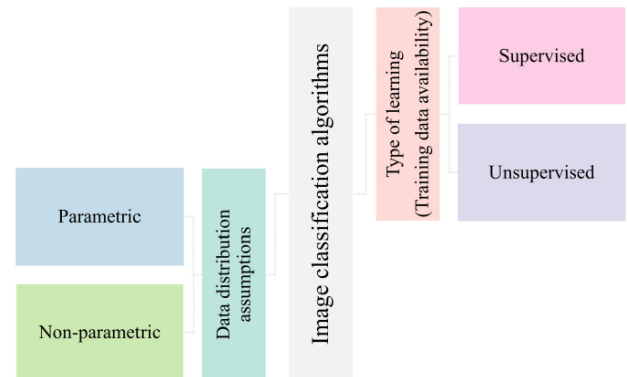 Image classification algorithms
Type of learning
(Training data availability)
Supervised
Unsupervised
Data distribution
assumptions
Parametric
Non-parametric